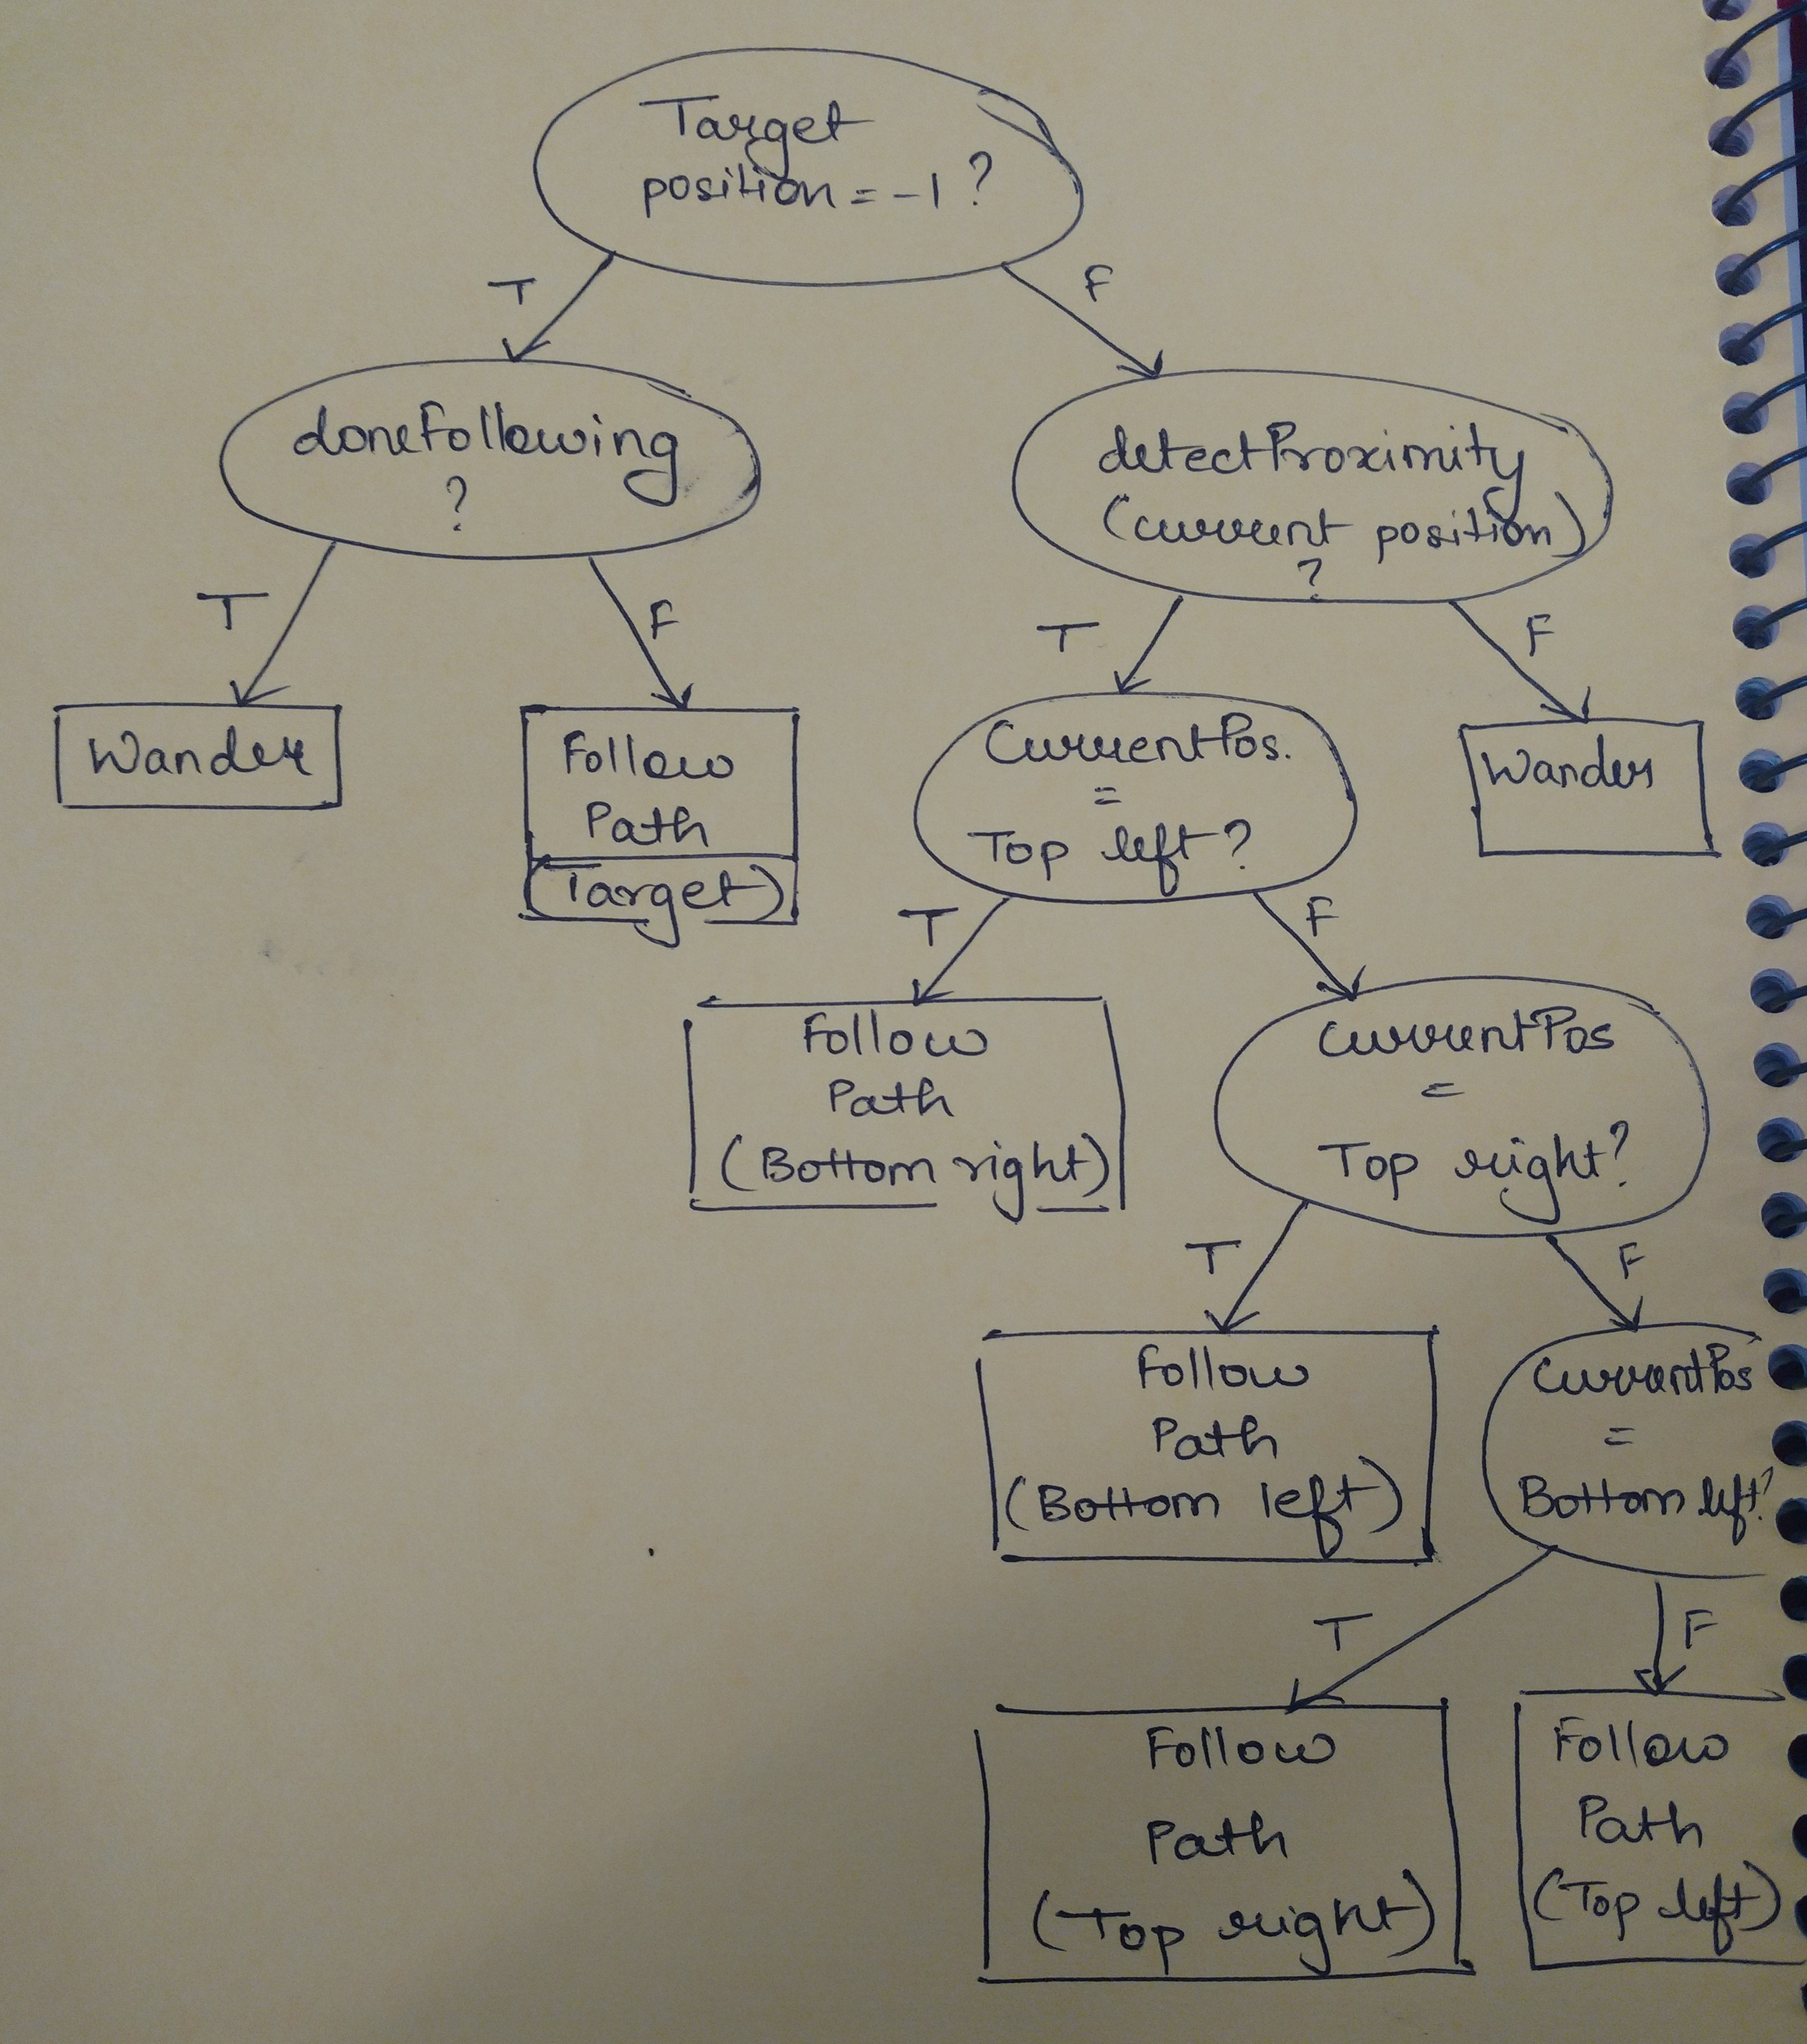 Target
position = -1 ?
T
F
doneFollowing
?
detectProximity
(current position)
?
T
F
T
F
Wander
Follow
Path
(Target)
CurrentPos.
=
Top left?
Wander
T
F
Follow
Path
(Bottom right)
CurrentPos
=
Top right?
T
F
Follow
Path
(Bottom left)
CurrentPos
=
Bottom left?
T
F
Follow
Path
(Top right)
Follow
Path
(Top left)